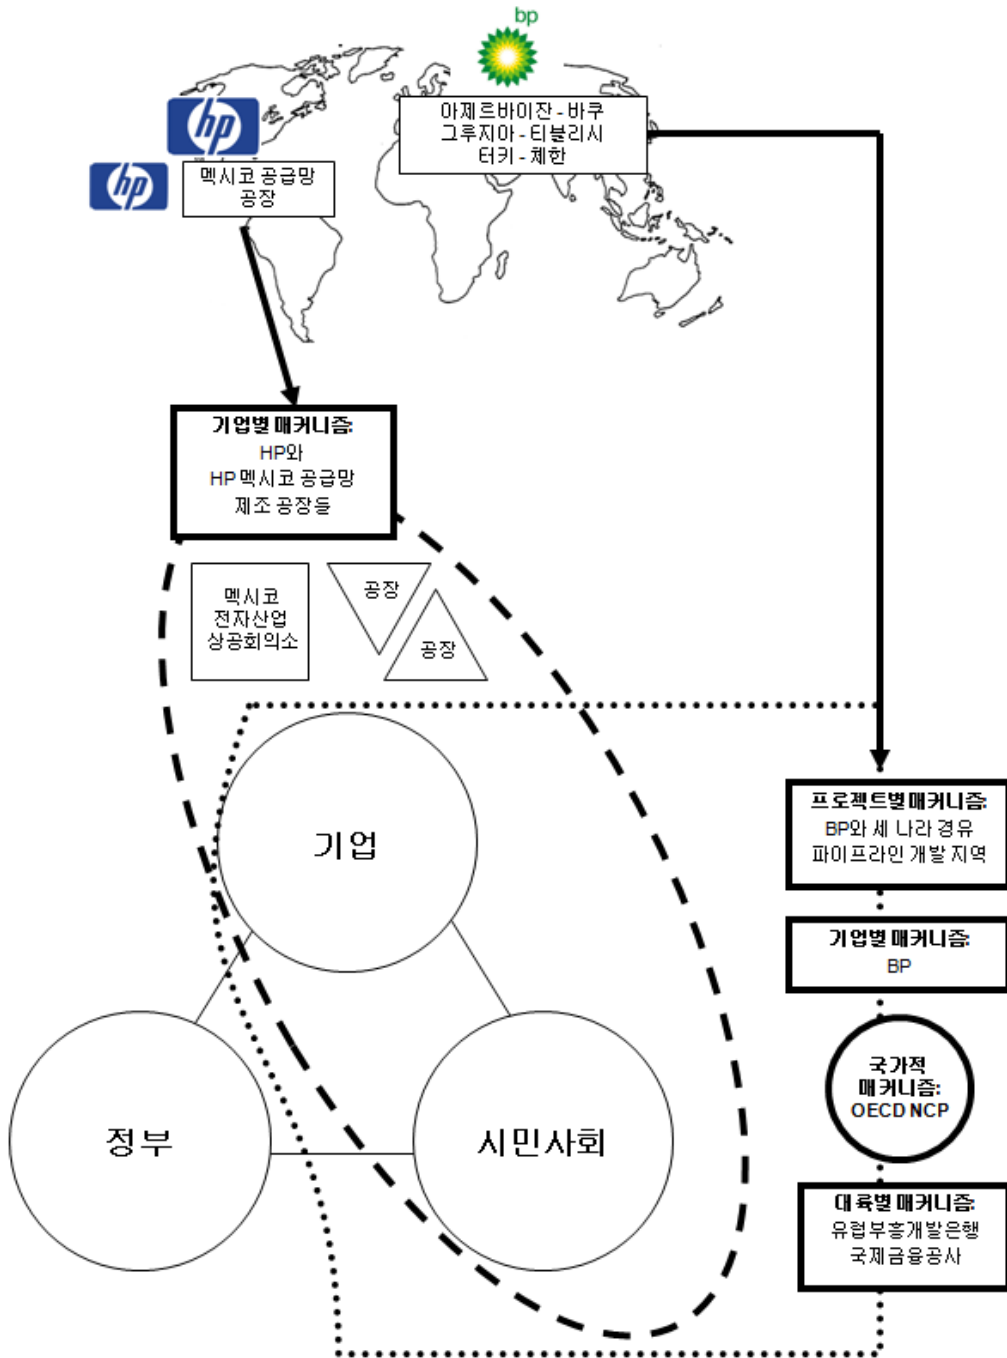 bp
아제르바이잔 - 바쿠
그루지아 - 티블리시
터키 - 체한
hp
hp
멕시코 공급망
공장
기업별 매커니즘:
HP와
HP 멕시코 공급망
제조 공장들
멕시코
전자산업
상공회의소
공장
공장
기업
정부
시민사회
프로젝트별 매커니즘:
BP와 세 나라 경유
파이프라인 개발 지역
기업별 매커니즘:
BP
국가적
매커니즘:
OECD NCP
대륙별 매커니즘:
유럽부흥개발은행
국제금융공사